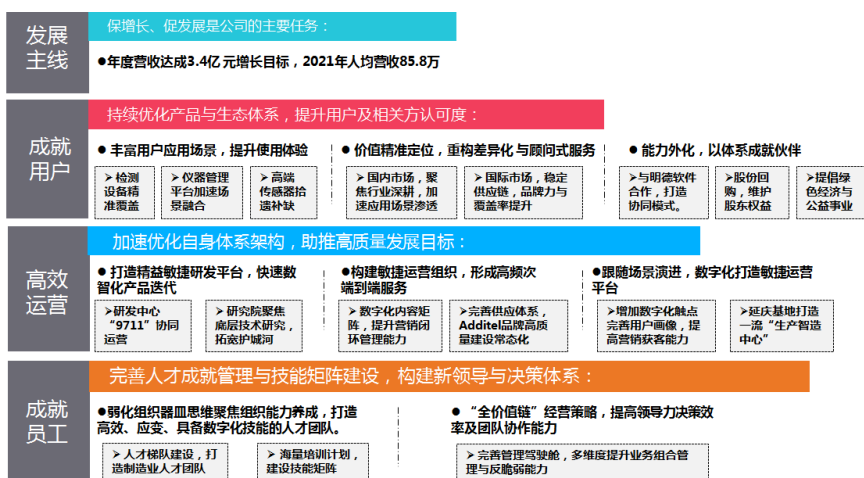 发展
主线
保增长、促发展是公司的主要任务：
●年度营收达成3.4亿元增长目标，2021年人均营收85.8万
成就
用户
持续优化产品与生态体系，提升用户及相关方认可度：
● 丰富用户应用场景，提升使用体验
➢检测
设备精
准覆盖
➢仪器管理
平台加速场
景融合
➢高端
传感器拾
遗补缺
● 价值精准定位，重构差异化与顾问式服务
➢国内市场，聚
焦行业深耕，加
速应用场景渗透
➢国际市场，稳定
供应链，品牌力与
覆盖率提升
● 能力外化，以体系成就伙伴
➢与明德软件
合作，打造
协同模式。
➢股份回
购，维护
股东权益
➢提倡绿
色经济与
公益事业
高效
运营
加速优化自身体系架构，助推高质量发展目标：
● 打造精益敏捷研发平台，快速数
智化产品迭代
➢研发中心
“9711”协同
运营
➢研究院聚焦
底层技术研究，
拓宽护城河
●构建敏捷运营组织，形成高频次
端到端服务
➢数字化内容矩
阵，提升营销闭
环管理能力
➢完善供应体系，
Additel品牌高质
量建设常态化
●跟随场景演进，数字化打造敏捷运营
平台
➢增加数字化触点
完善用户画像，提
高营销获客能力
➢延庆基地打造
一流“生产智造
中心”
成就
员工
完善人才成就管理与技能矩阵建设，构建新领导与决策体系：
●弱化组织器皿思维聚焦组织能力养成，打造
高效、应变、具备数字化技能的人才团队。
➢人才梯队建设，打
造制造业人才团队
➢海量培训计划，
建设技能矩阵
● “全价值链”经营策略，提高领导力决策效
率及团队协作能力
➢完善管理驾驶舱，多维度提升业务组合管
理与反脆弱能力